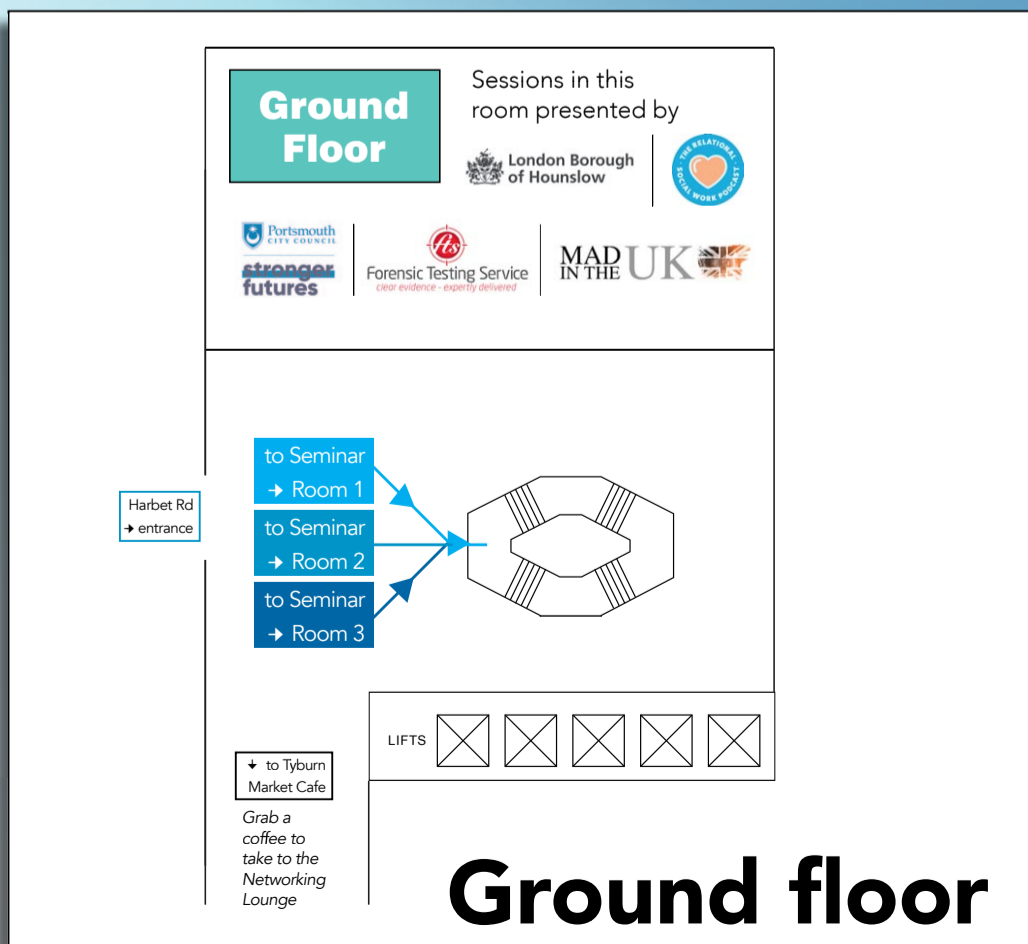 Ground
Floor
Sessions in this
room presented by
London Borough
of Hounslow
· THE RELATIONAL ·
SOCIAL WORK PODCAST
Portsmouth
CITY COUNCIL
stronger
futures
fts
Forensic Testing Service
clear evidence - expertly delivered
MAD
IN THE
UK
to Seminar
→ Room 1
to Seminar
→ Room 2
to Seminar
→ Room 3
Harbet Rd
→ entrance
LIFTS
↓ to Tyburn
Market Cafe
Grab a
coffee to
take to the
Networking
Lounge
Ground floor